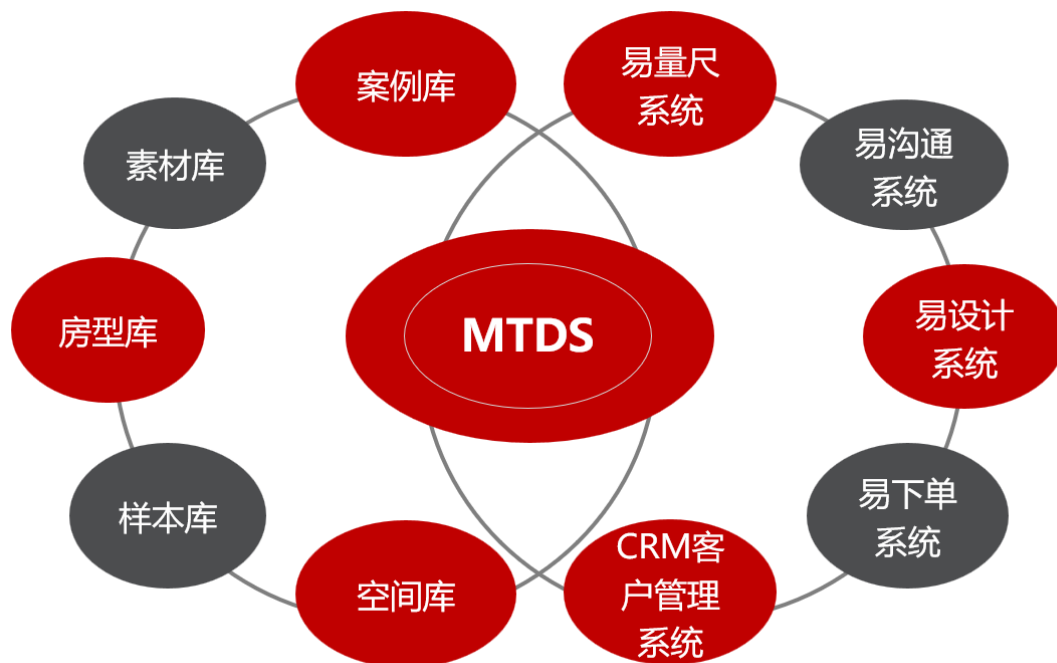 案例库
易量尺
系统
素材库
易沟通
系统
房型库
MTDS
易设计
系统
样本库
易下单
系统
空间库
CRM客
户管理
系统